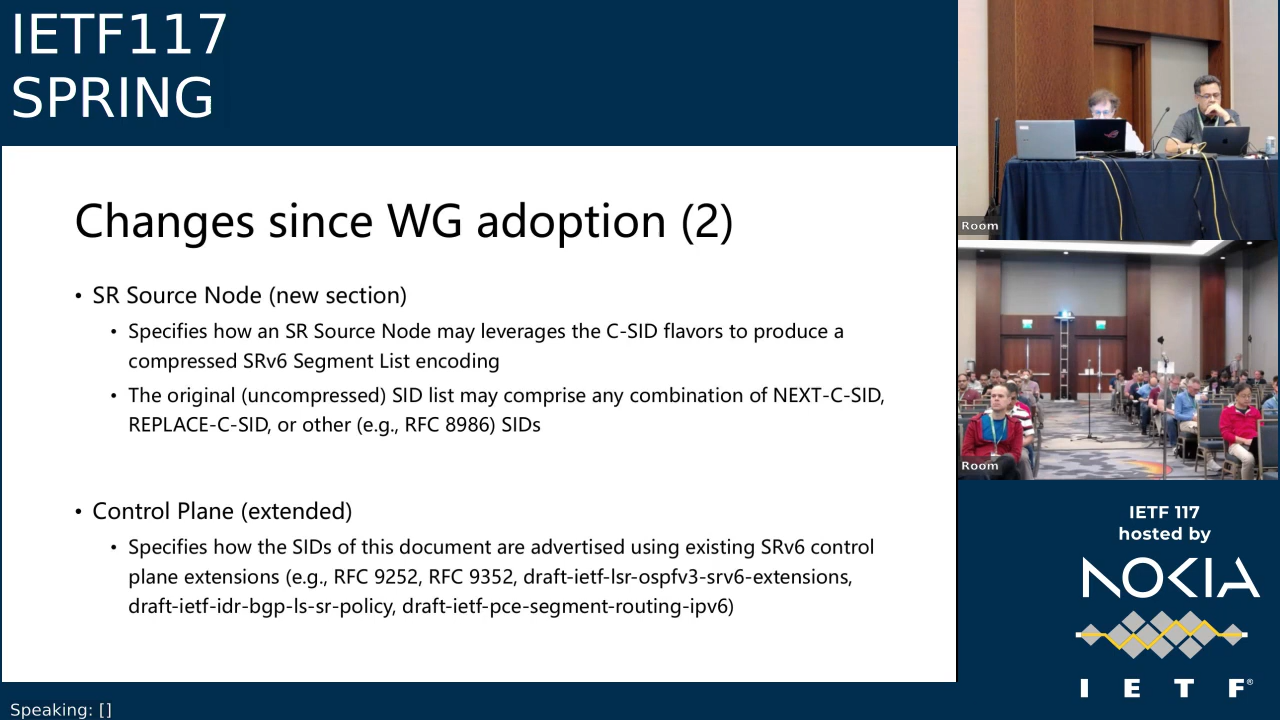 IETF117
SPRING
Changes since WG adoption (2)
• SR Source Node (new section)
• Specifies how an SR Source Node may leverages the C-SID flavors to produce a
compressed SRv6 Segment List encoding
• The original (uncompressed) SID list may comprise any combination of NEXT-C-SID,
REPLACE-C-SID, or other (e.g., RFC 8986) SIDs
• Control Plane (extended)
• Specifies how the SIDs of this document are advertised using existing SRv6 control
plane extensions (e.g., RFC 9252, RFC 9352, draft-ietf-lsr-ospfv3-srv6-extensions,
draft-ietf-idr-bgp-ls-sr-policy, draft-ietf-pce-segment-routing-ipv6)
Speaking: []
Room
Room
IETF 117
hosted by
NOKIA
I E T F®